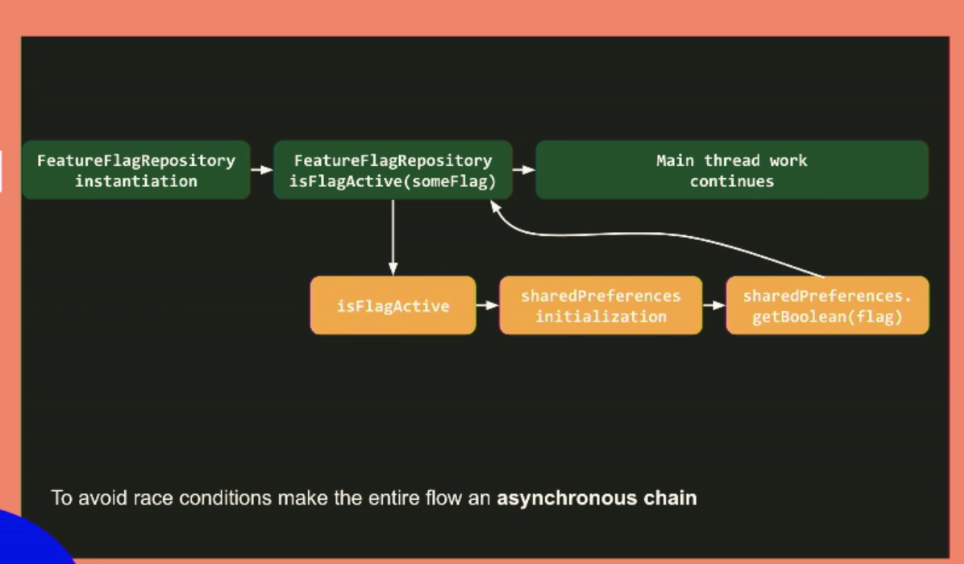 FeatureFlagRepository
instantiation
FeatureFlagRepository
isFlagActive(someFlag)
Main thread work
continues
isFlagActive
sharedPreferences
initialization
sharedPreferences.
getBoolean(flag)
To avoid race conditions make the entire flow an asynchronous chain